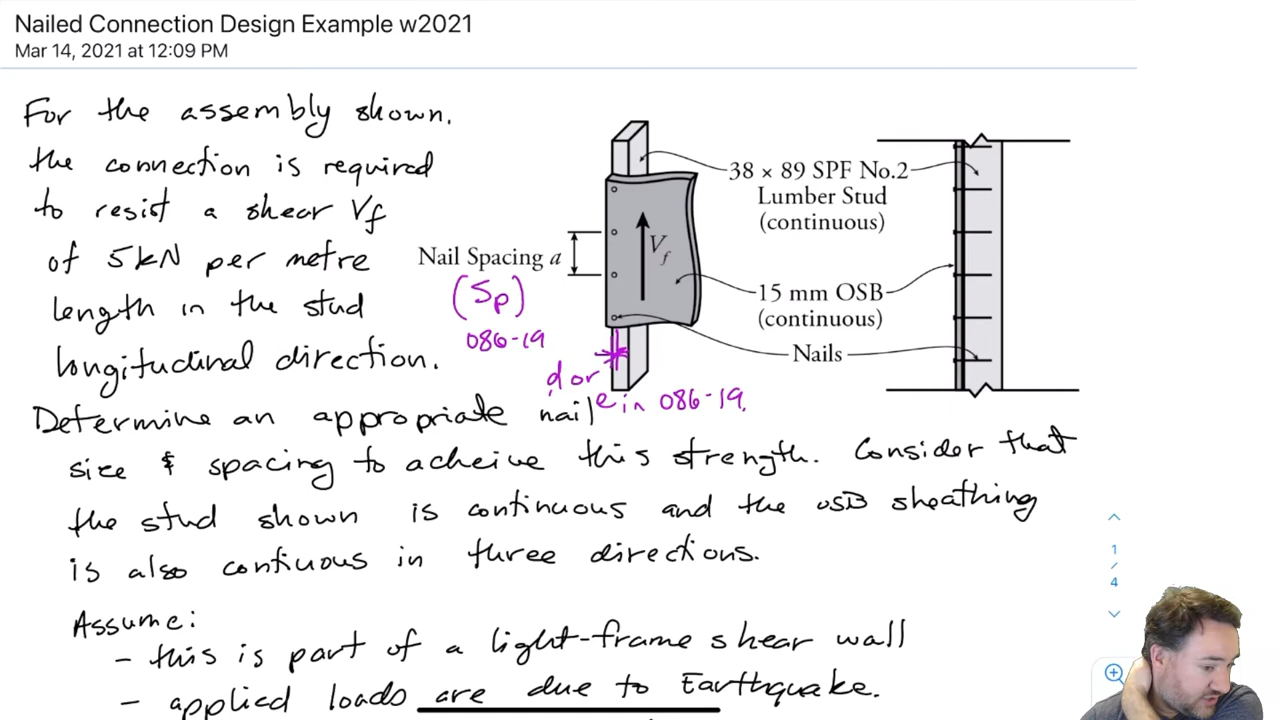 Nailed Connection Design Example w2021
Mar 14, 2021 at 12:09 PM
For the assembly shown.
the connection is required
to resist a shear Vf
of 5kN per metre
length in the stud
longitudinal direction.
Nail Spacing a
(Sp)
086-19
d or
e in 086-19.
Vf
38 × 89 SPF No.2
Lumber Stud
(continuous)
15 mm OSB
(continuous)
Nails
Determine an appropriate nail
size & spacing to acheive this strength. Consider that
the stud shown is continuous and the OSB sheathing
is also contiuous in three directions.
Assume:
- this is part of a light-frame shear wall
- applied loads are due to Earthquake.
1
/
4